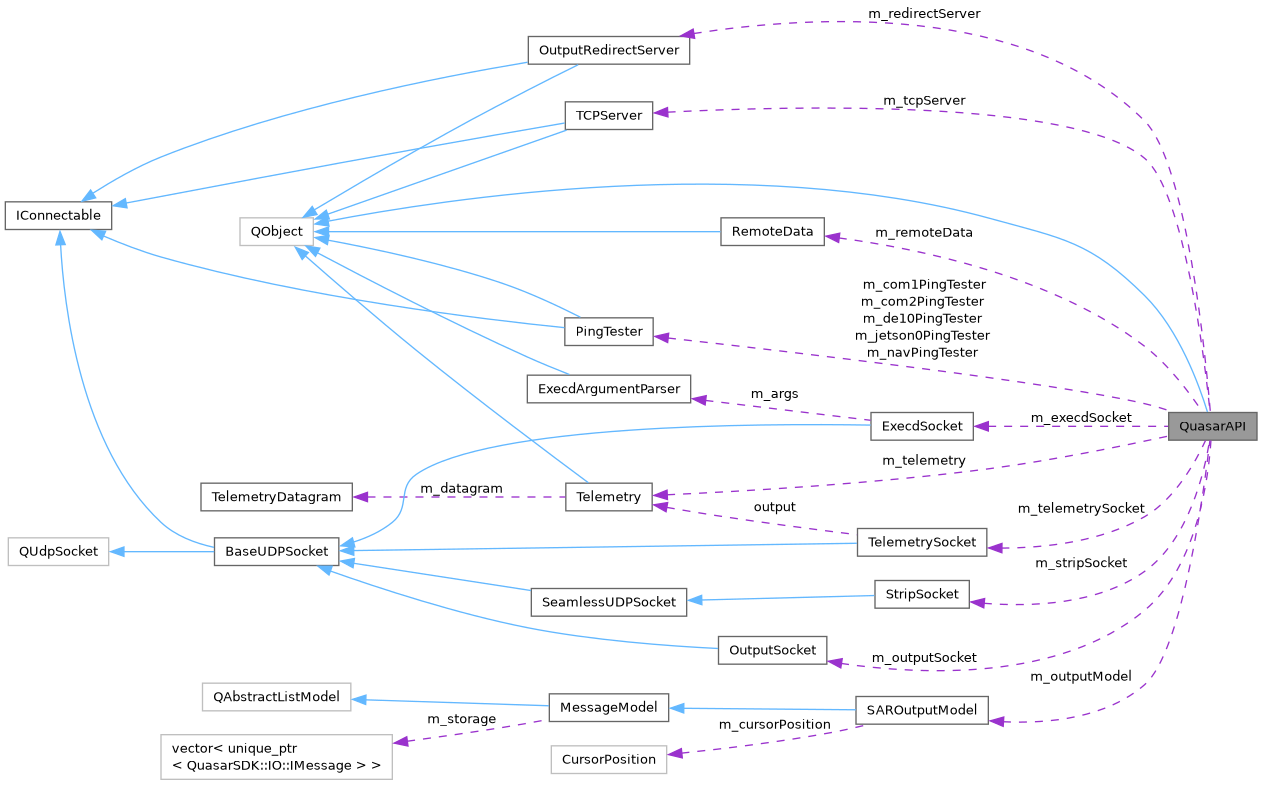 m_redirectServer
OutputRedirectServer
m_tcpServer
TCPServer
IConnectable
QObject
RemoteData
m_remoteData
m_com1PingTester
m_com2PingTester
m_de10PingTester
m_jetson0PingTester
m_navPingTester
PingTester
ExecdArgumentParser
m_args
ExecdSocket
m_execdSocket
QuasarAPI
m_telemetry
TelemetryDatagram
m_datagram
Telemetry
output
m_telemetrySocket
QUdpSocket
BaseUDPSocket
TelemetrySocket
m_stripSocket
SeamlessUDPSocket
StripSocket
OutputSocket
m_outputSocket
m_outputModel
QAbstractListModel
MessageModel
SAROutputModel
m_storage
m_cursorPosition
vector< unique_ptr
< QuasarSDK::IO::IMessage > >
CursorPosition